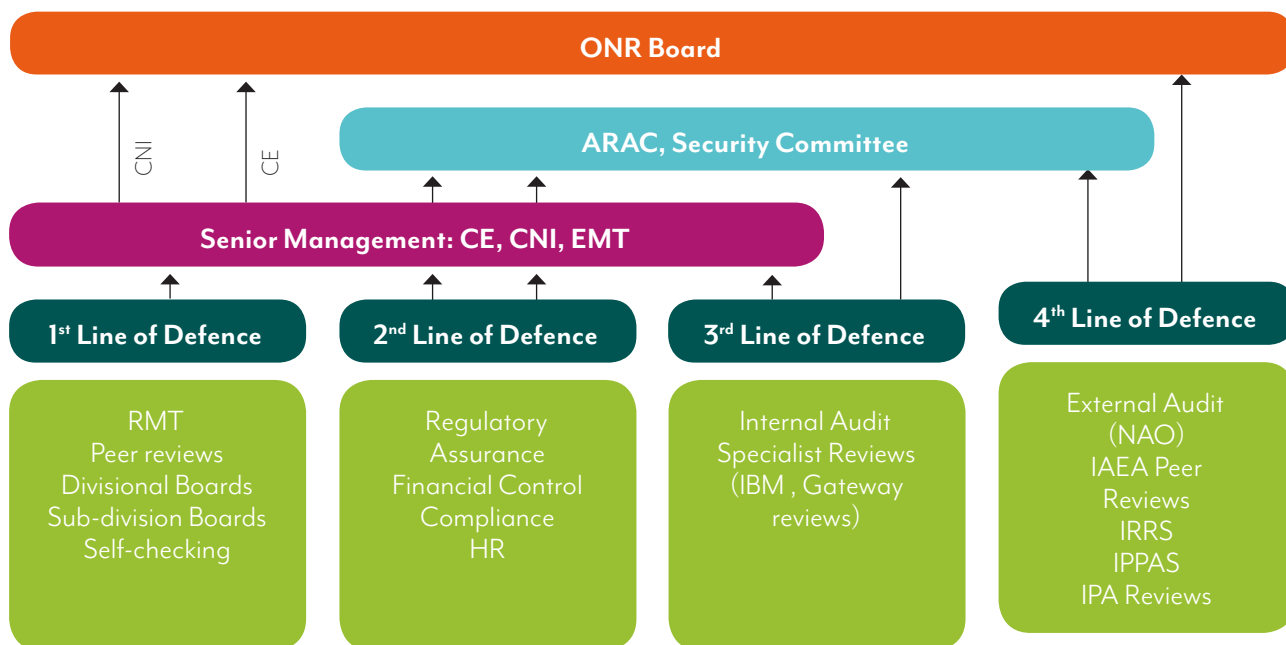 ONR Board
CNI
CE
ARAC, Security Committee
Senior Management: CE, CNI, EMT
1st Line of Defence
RMT
Peer reviews
Divisional Boards
Sub-division Boards
Self-checking
2nd Line of Defence
Regulatory
Assurance
Financial Control
Compliance
HR
3rd Line of Defence
Internal Audit
Specialist Reviews
(IBM , Gateway
reviews)
4th Line of Defence
External Audit
(NAO)
IAEA Peer
Reviews
IRRS
IPPAS
IPA Reviews